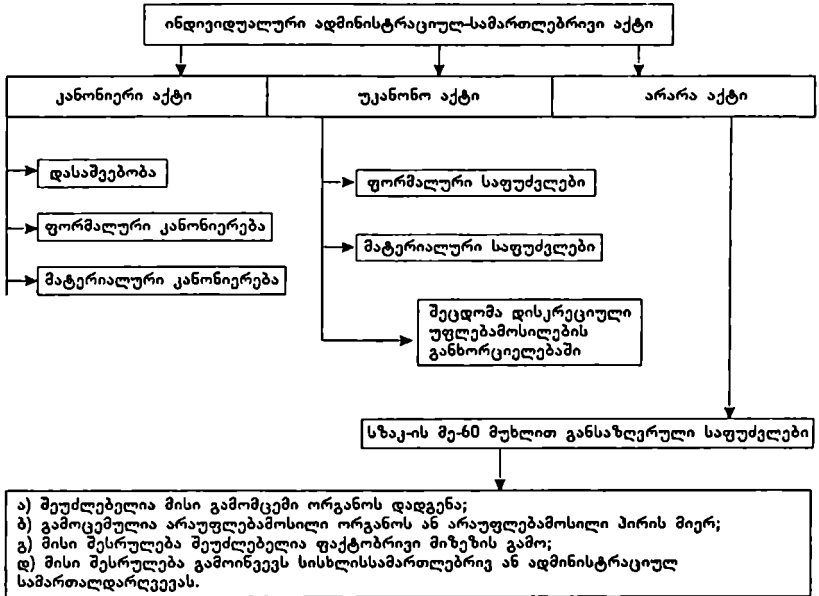 ინდივიდუალური ადმინისტრაციულ-სამართლებრივი აქტი
კანონიერი აქტი
უკანონო აქტი
არარა აქტი
დასაშვებობა
ფორმალური კანონიერება
მატერიალური კანონიერება
ფორმალური საფუძვლები
მატერიალური საფუძვლები
შეცდომა დისკრეციული
უფლებამოსილების
განხორციელებაში
სზაკ-ის მე-60 მუხლით განსაზღვრული საფუძვლები
ა) შეუძლებელია მისი გამომცემი ორგანოს დადგენა;
ბ) გამოცემულია არაუფლებამოსილი ორგანოს ან არაუფლებამოსილი პირის მიერ;
გ) მისი შესრულება შეუძლებელია ფაქტობრივი მიზეზის გამო;
დ) მისი შესრულება გამოიწვევს სისხლისსამართლებრივ ან ადმინისტრაციულ
სამართალდარღვევას.